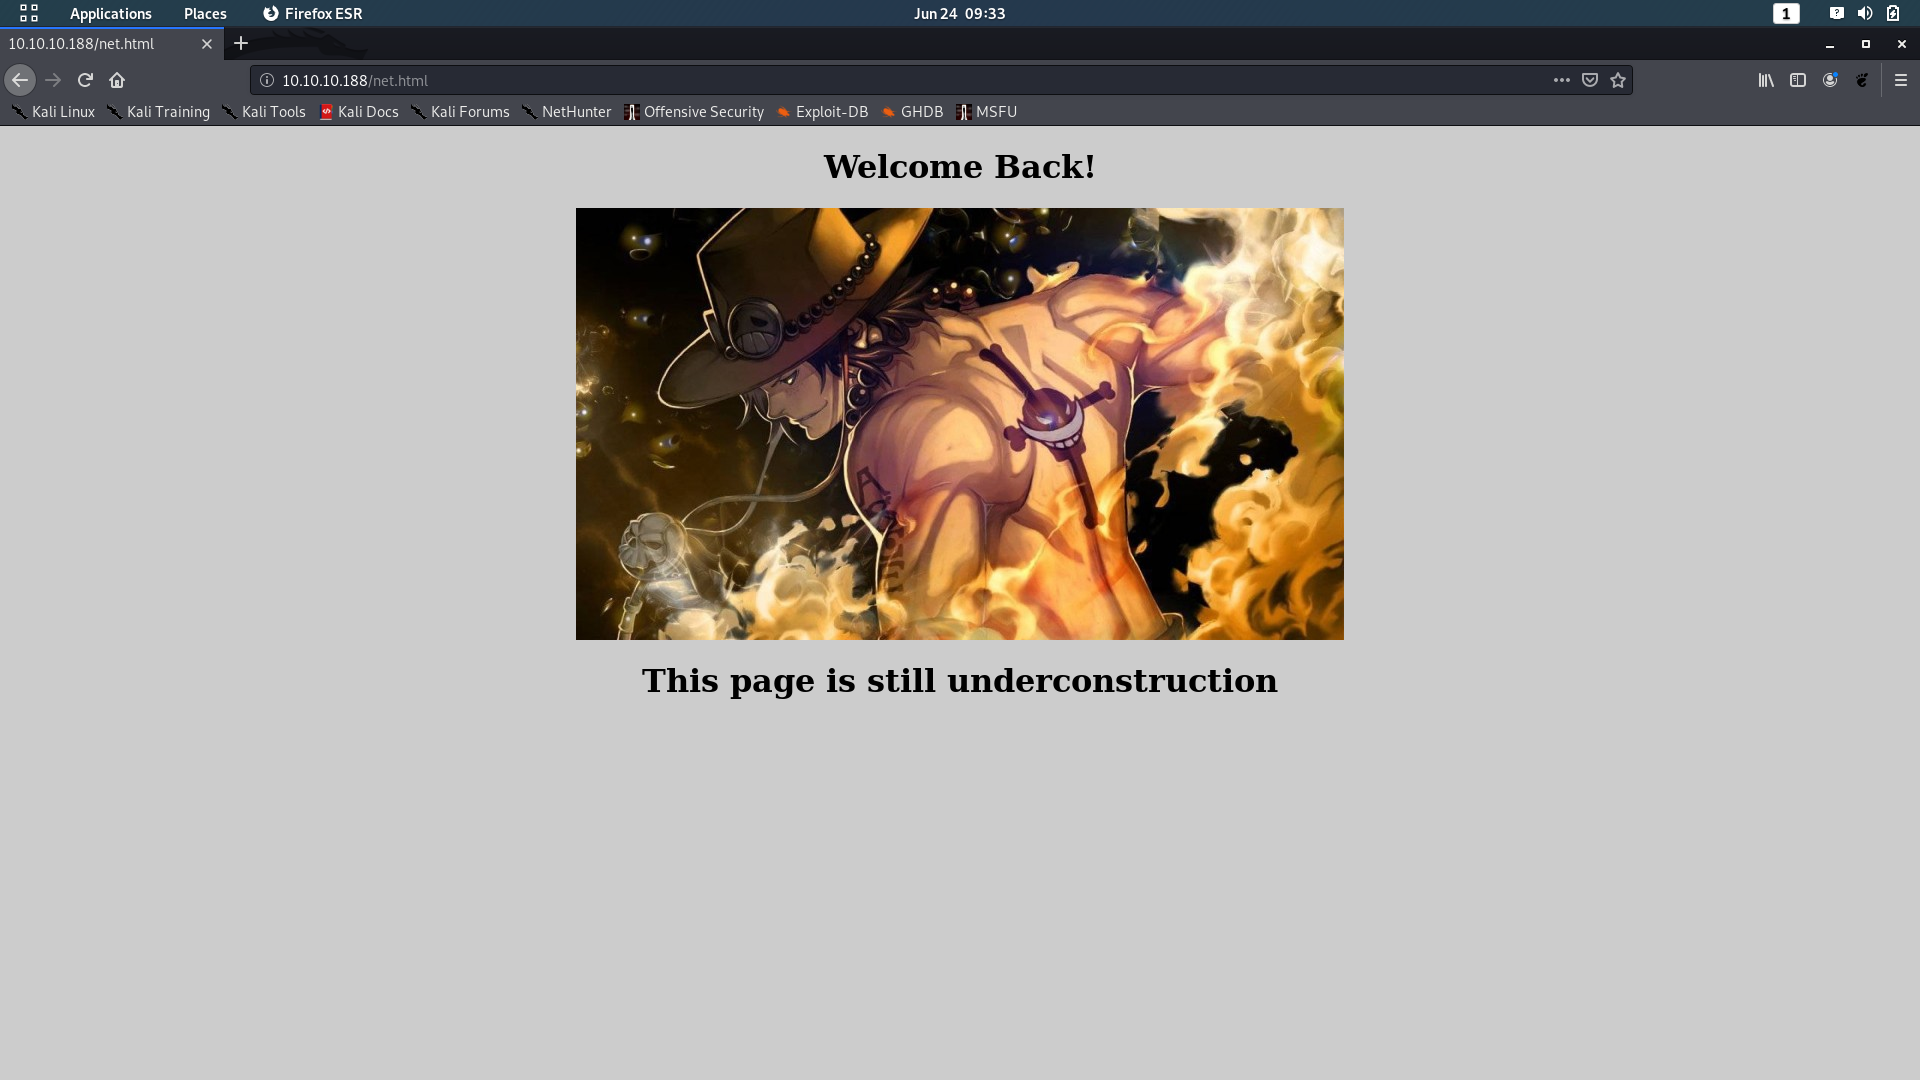 Applications Places Firefox ESR Jun 24 09:33 1
10.10.10.188/net.html
10.10.10.188/net.html
Kali Linux Kali Training Kali Tools Kali Docs Kali Forums NetHunter Offensive Security Exploit-DB GHDB MSFU
Welcome Back!
This page is still underconstruction